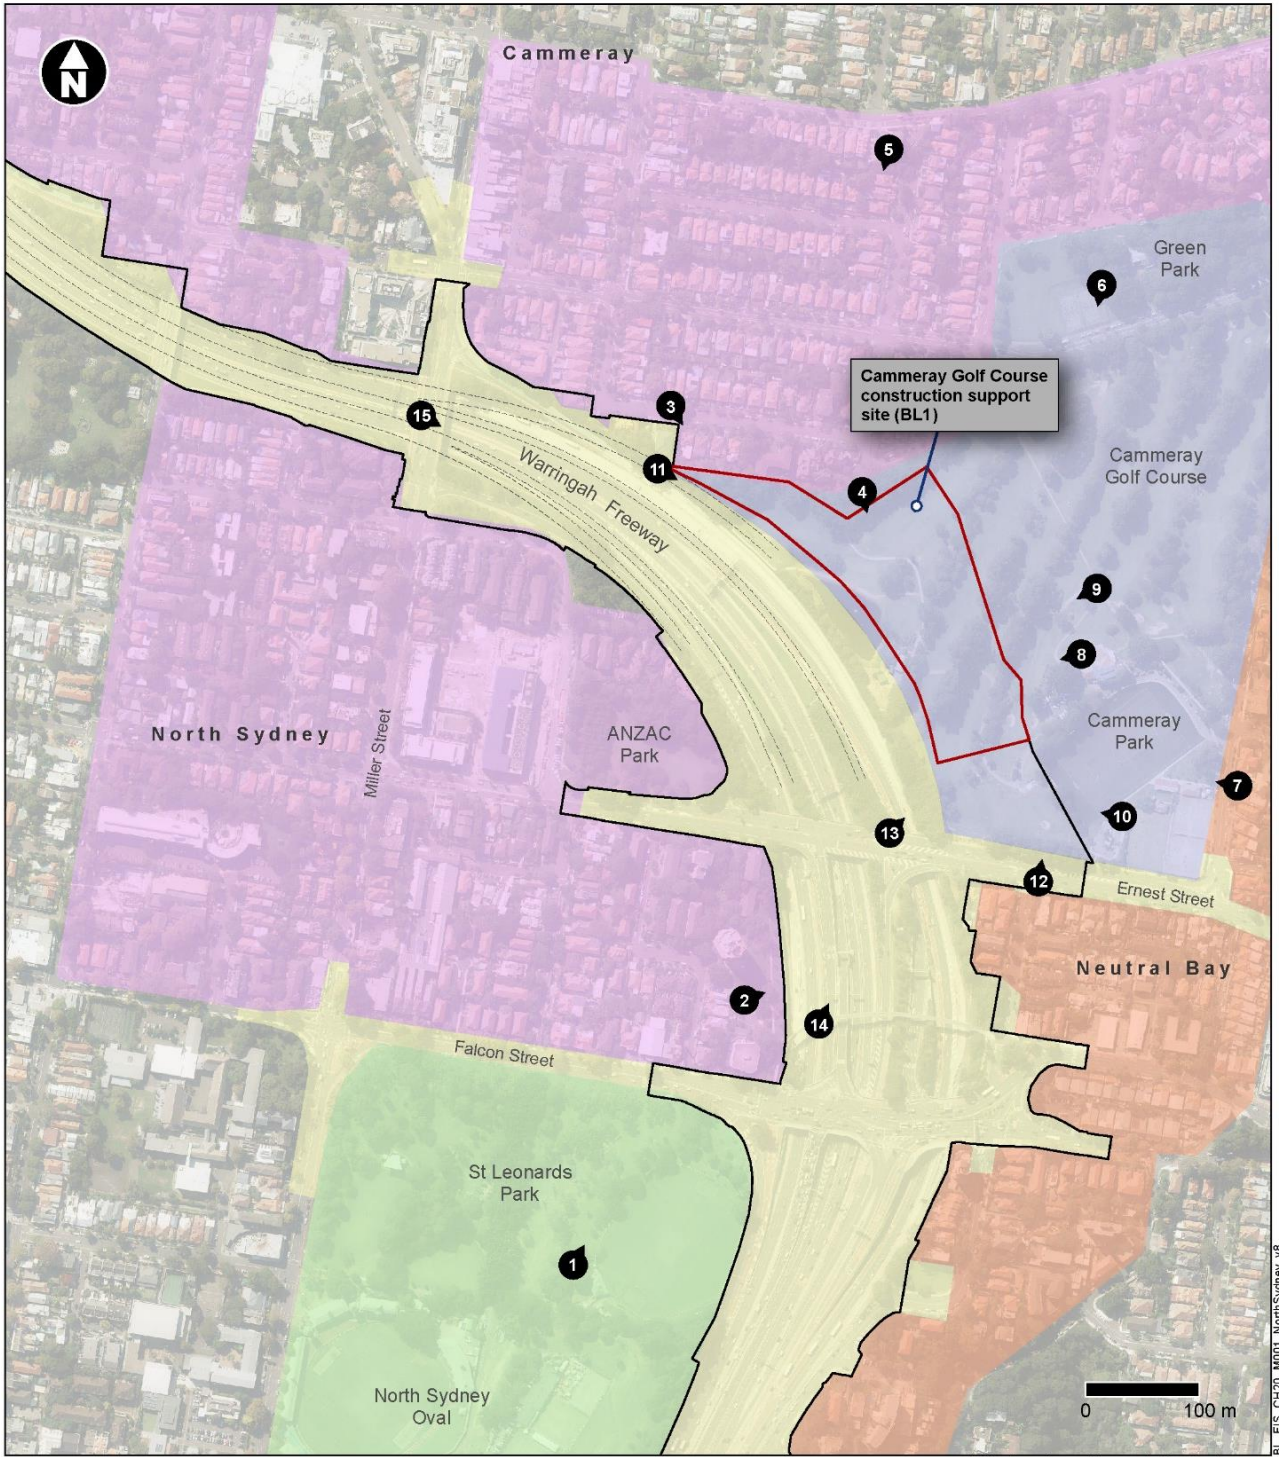 Cammeray
N
5
Green
Park
6
Cammeray Golf Course
construction support
site (BL1)
3
15
11
Warringah Freeway
4
Cammeray
Golf Course
9
8
North Sydney
Miller Street
ANZAC
Park
Cammeray
Park
7
10
13
12
Ernest Street
Neutral Bay
2
14
Falcon Street
St Leonards
Park
1
North Sydney
Oval
0 100 m